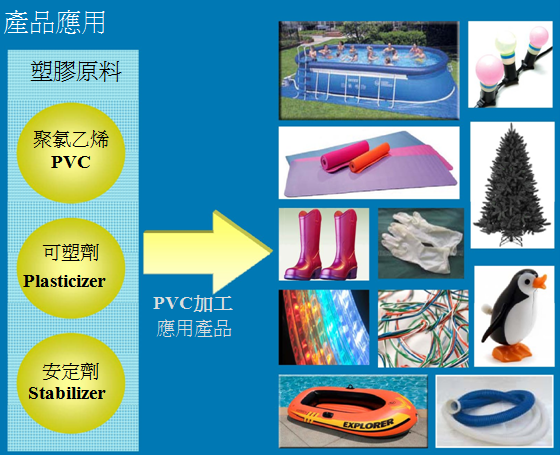 產品應用
塑膠原料
聚氯乙烯
PVC
可塑劑
Plasticizer
安定劑
Stabilizer
PVC加工
應用產品
EXPLORER